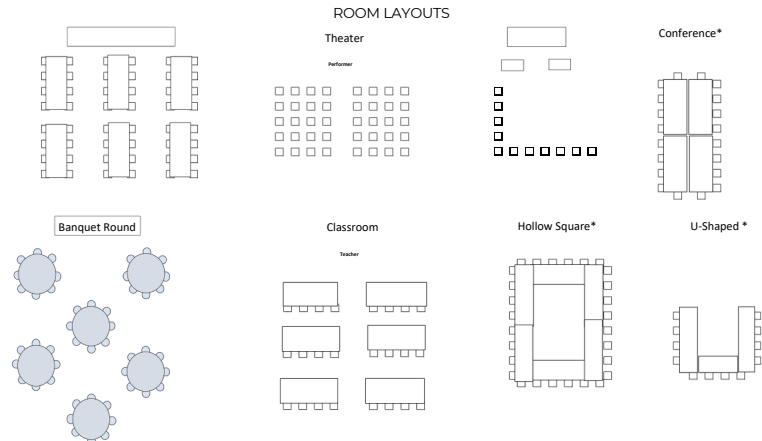 ROOM LAYOUTS
Theater
Conference*
Performer
Banquet Round
Classroom
Hollow Square*
U-Shaped *
Teacher